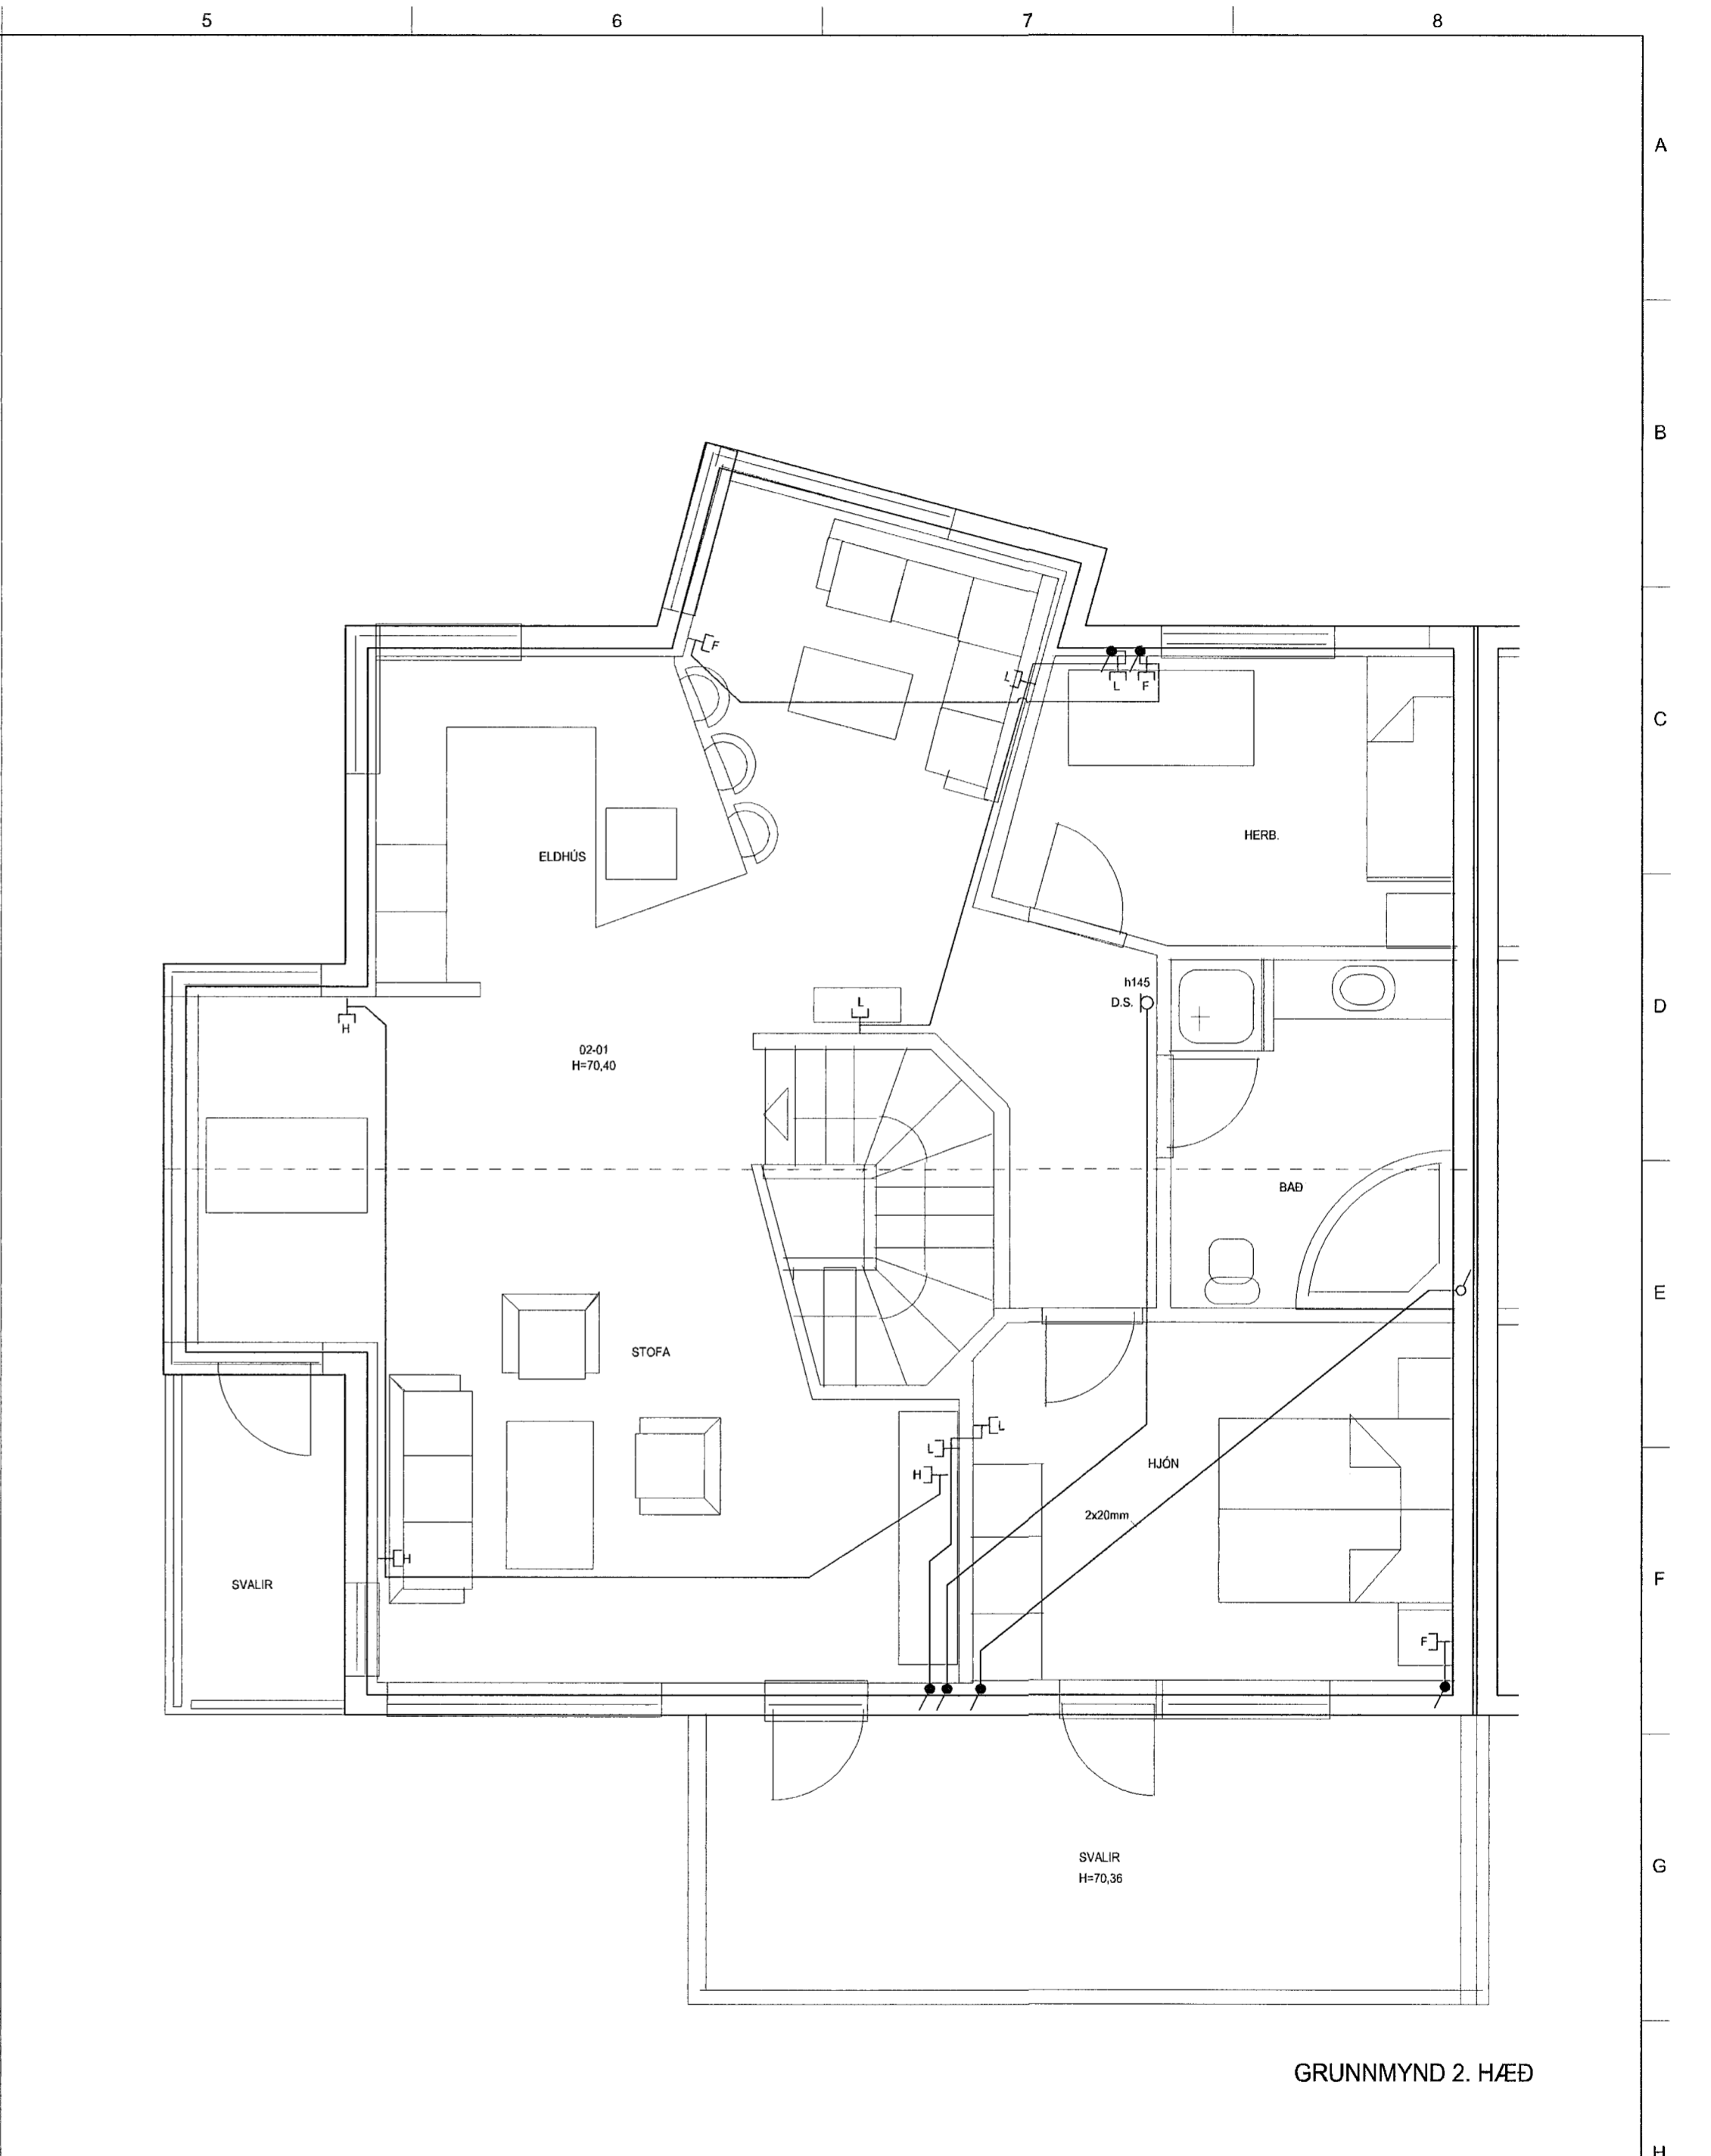 5 6 7 8
A
B
F
L
L F
C
ELDHÚS
HERB.
h145
D.S.
L
D
H
02-01
H=70,40
BAÐ
E
STOFA
L
L
H
HJÓN
2x20mm
H
SVALIR
F
F
SVALIR
H=70,36
G
GRUNNMYND 2. HÆÐ
H